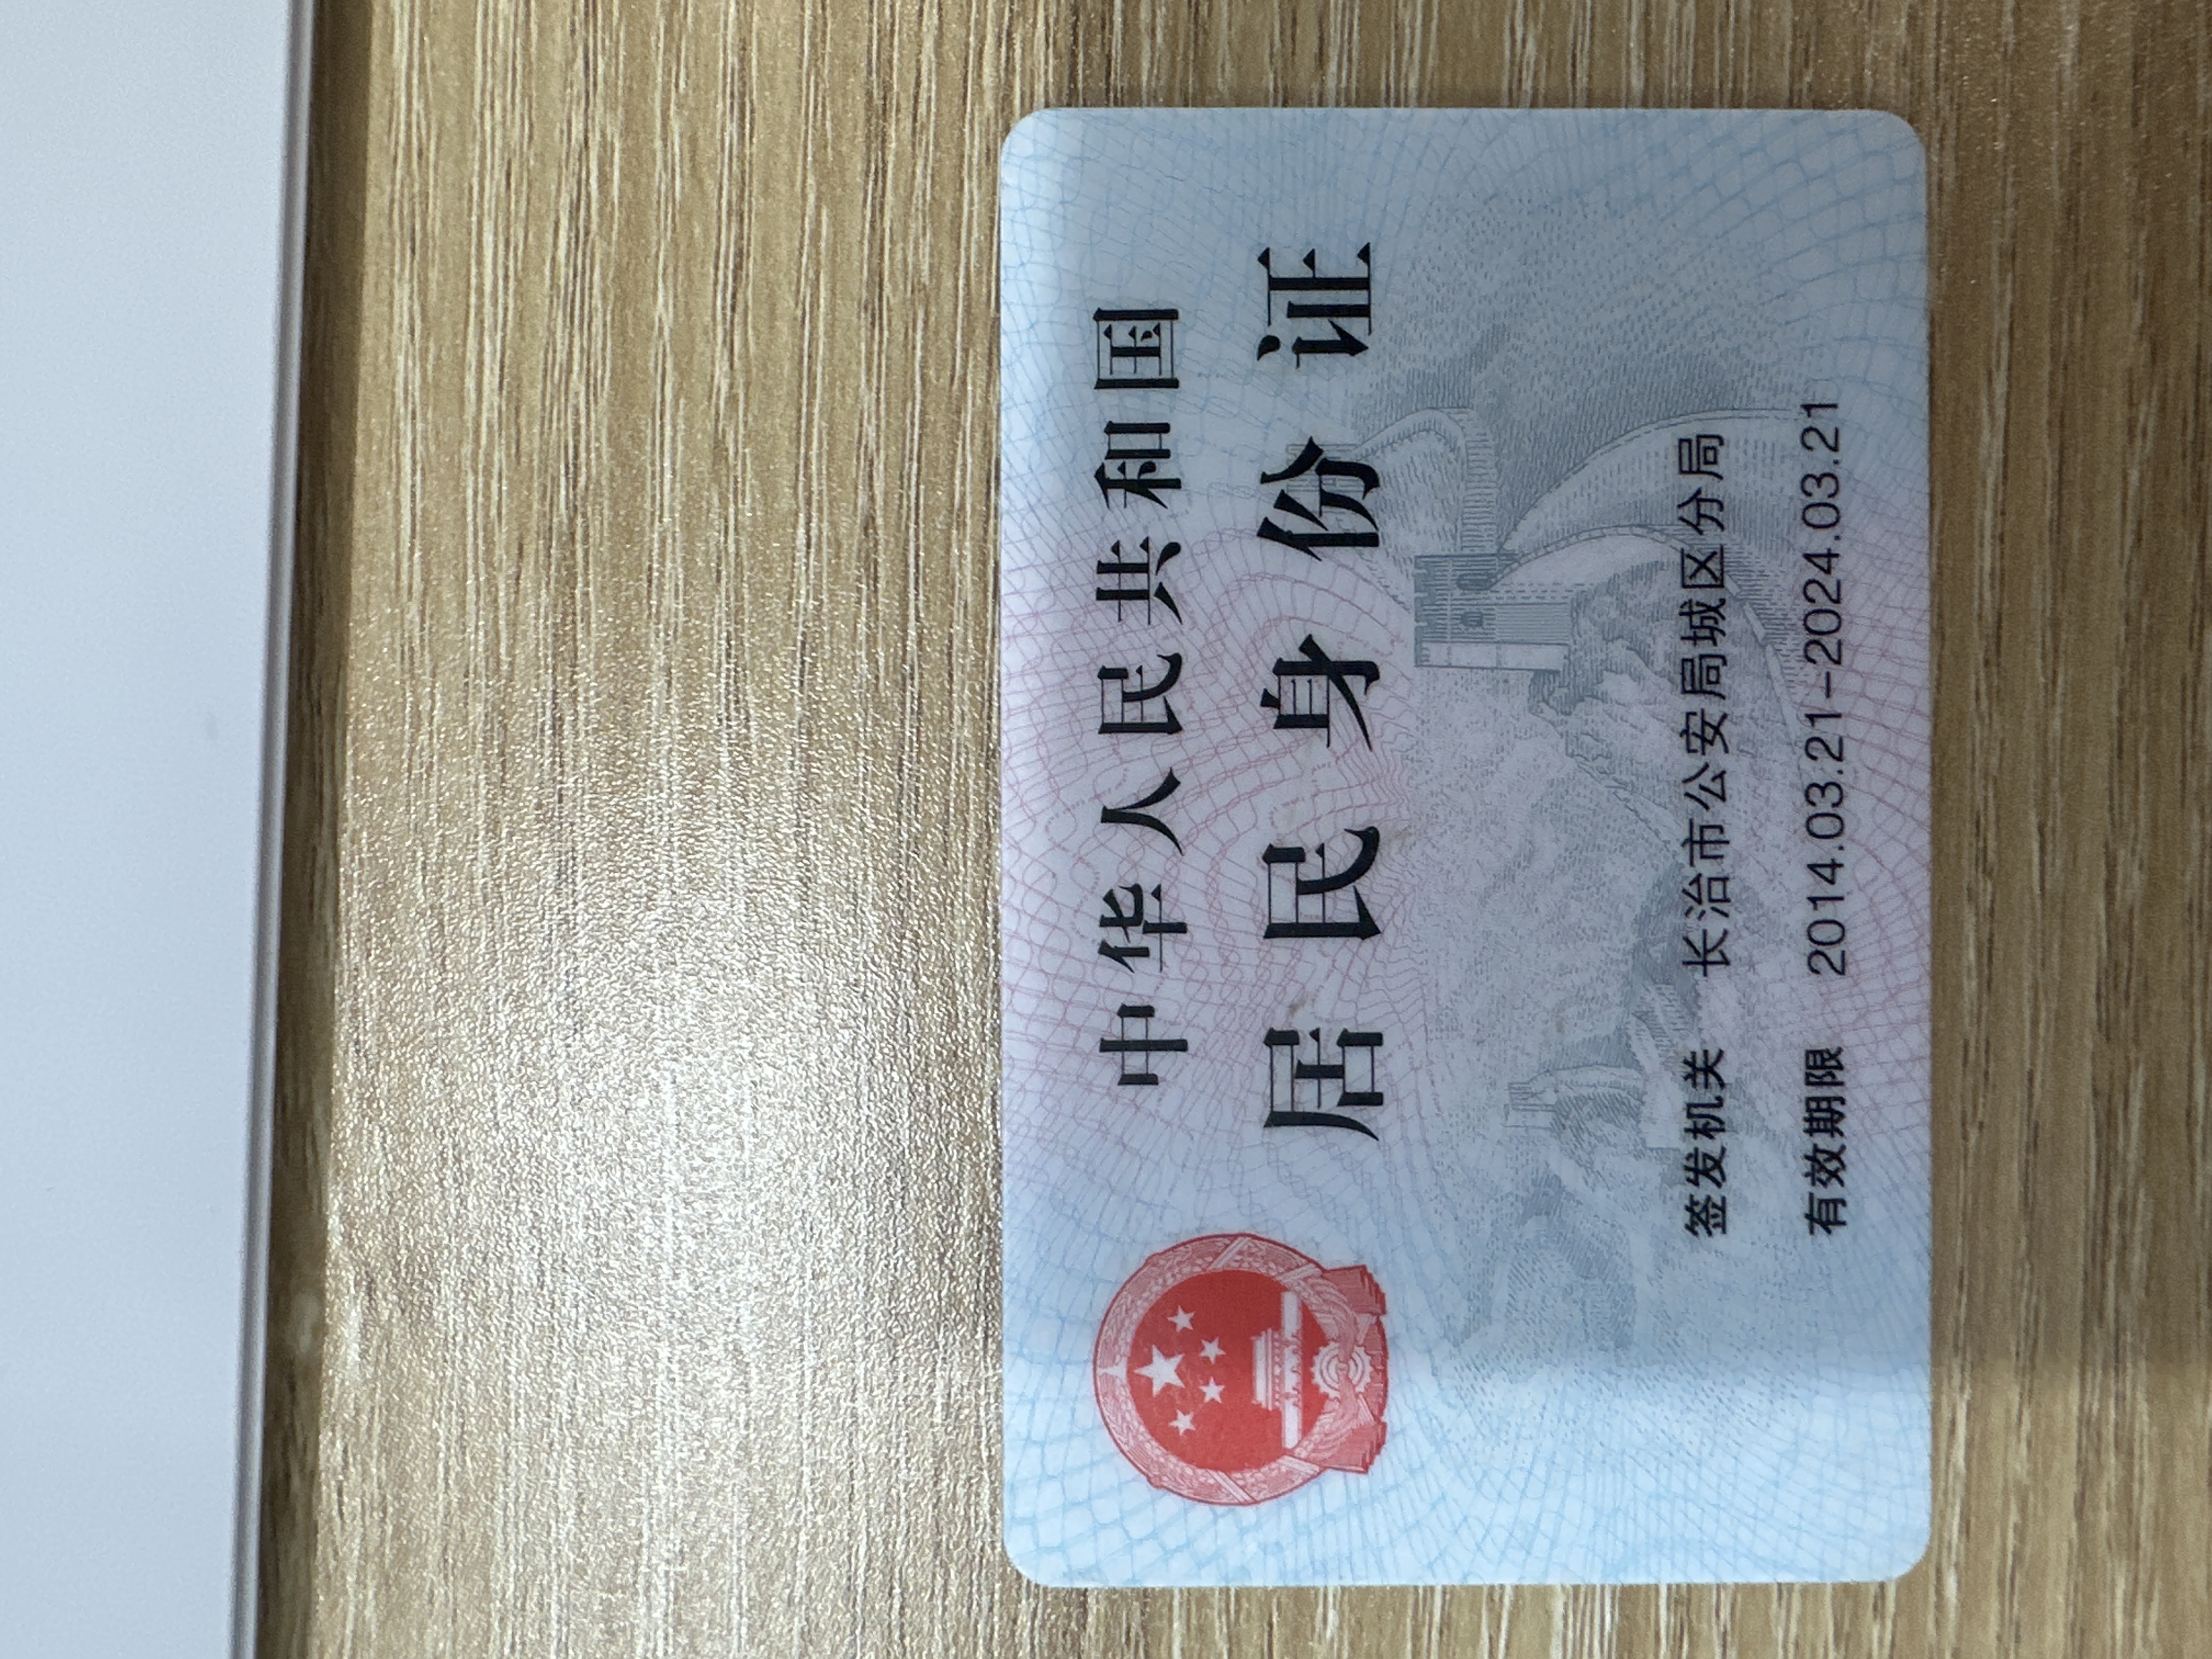 中华人民共和国
居民身份证
签发机关 长治市公安局城区分局
有效期限 2014.03.21-2024.03.21